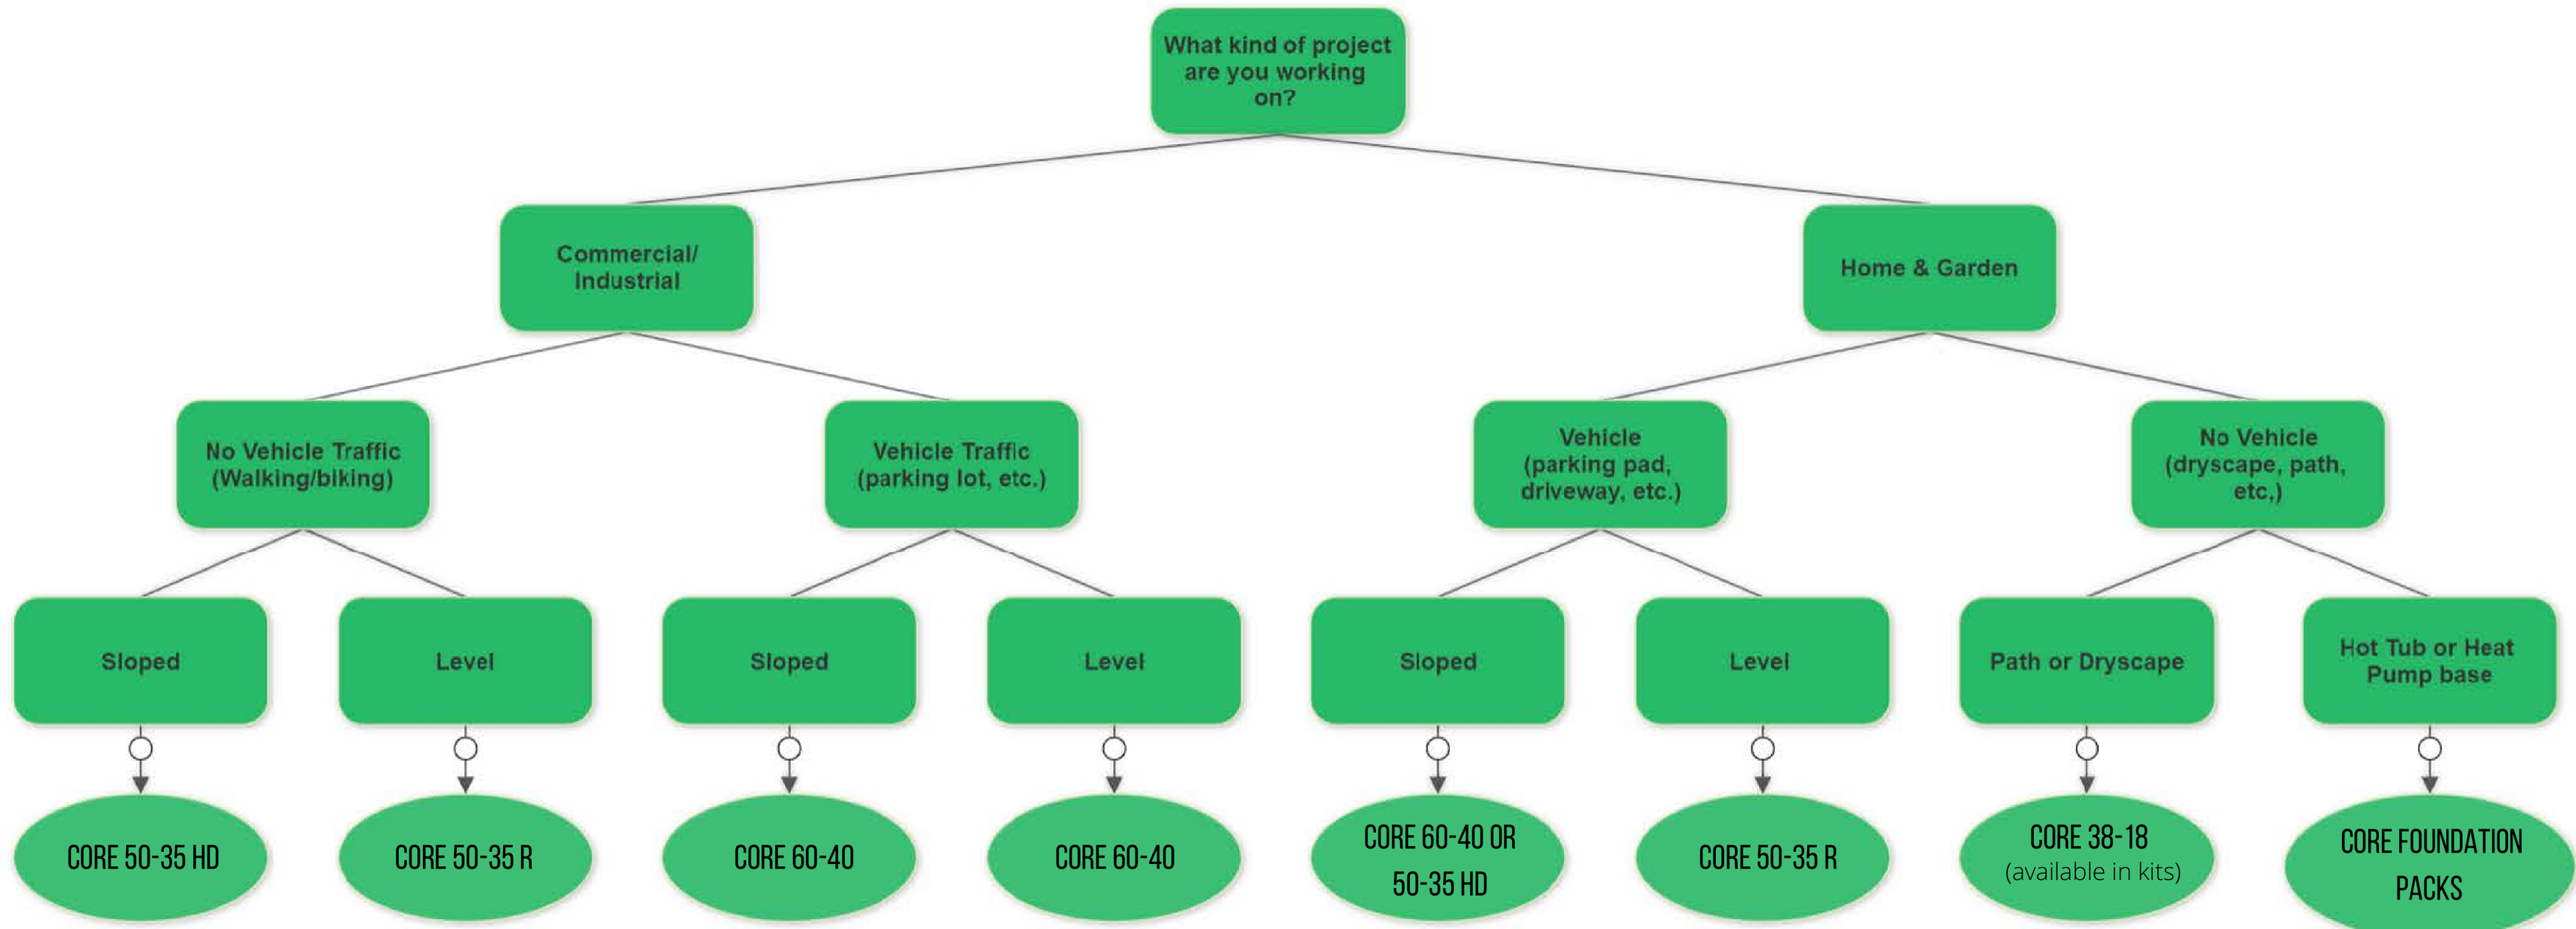 What kind of project
are you working
on?
Commercial/
Industrial
Home & Garden
No Vehicle Traffic
(Walking/biking)
Vehicle Traffic
(parking lot, etc.)
Vehicle
(parking pad,
driveway, etc.)
No Vehicle
(dryscape, path,
etc,)
Sloped
Level
Sloped
Level
Sloped
Level
Path or Dryscape
Hot Tub or Heat
Pump base
CORE 50-35 HD
CORE 50-35 R
CORE 60-40
CORE 60-40
CORE 60-40 OR
50-35 HD
CORE 50-35 R
CORE 38-18
(available in kits)
CORE FOUNDATION
PACKS